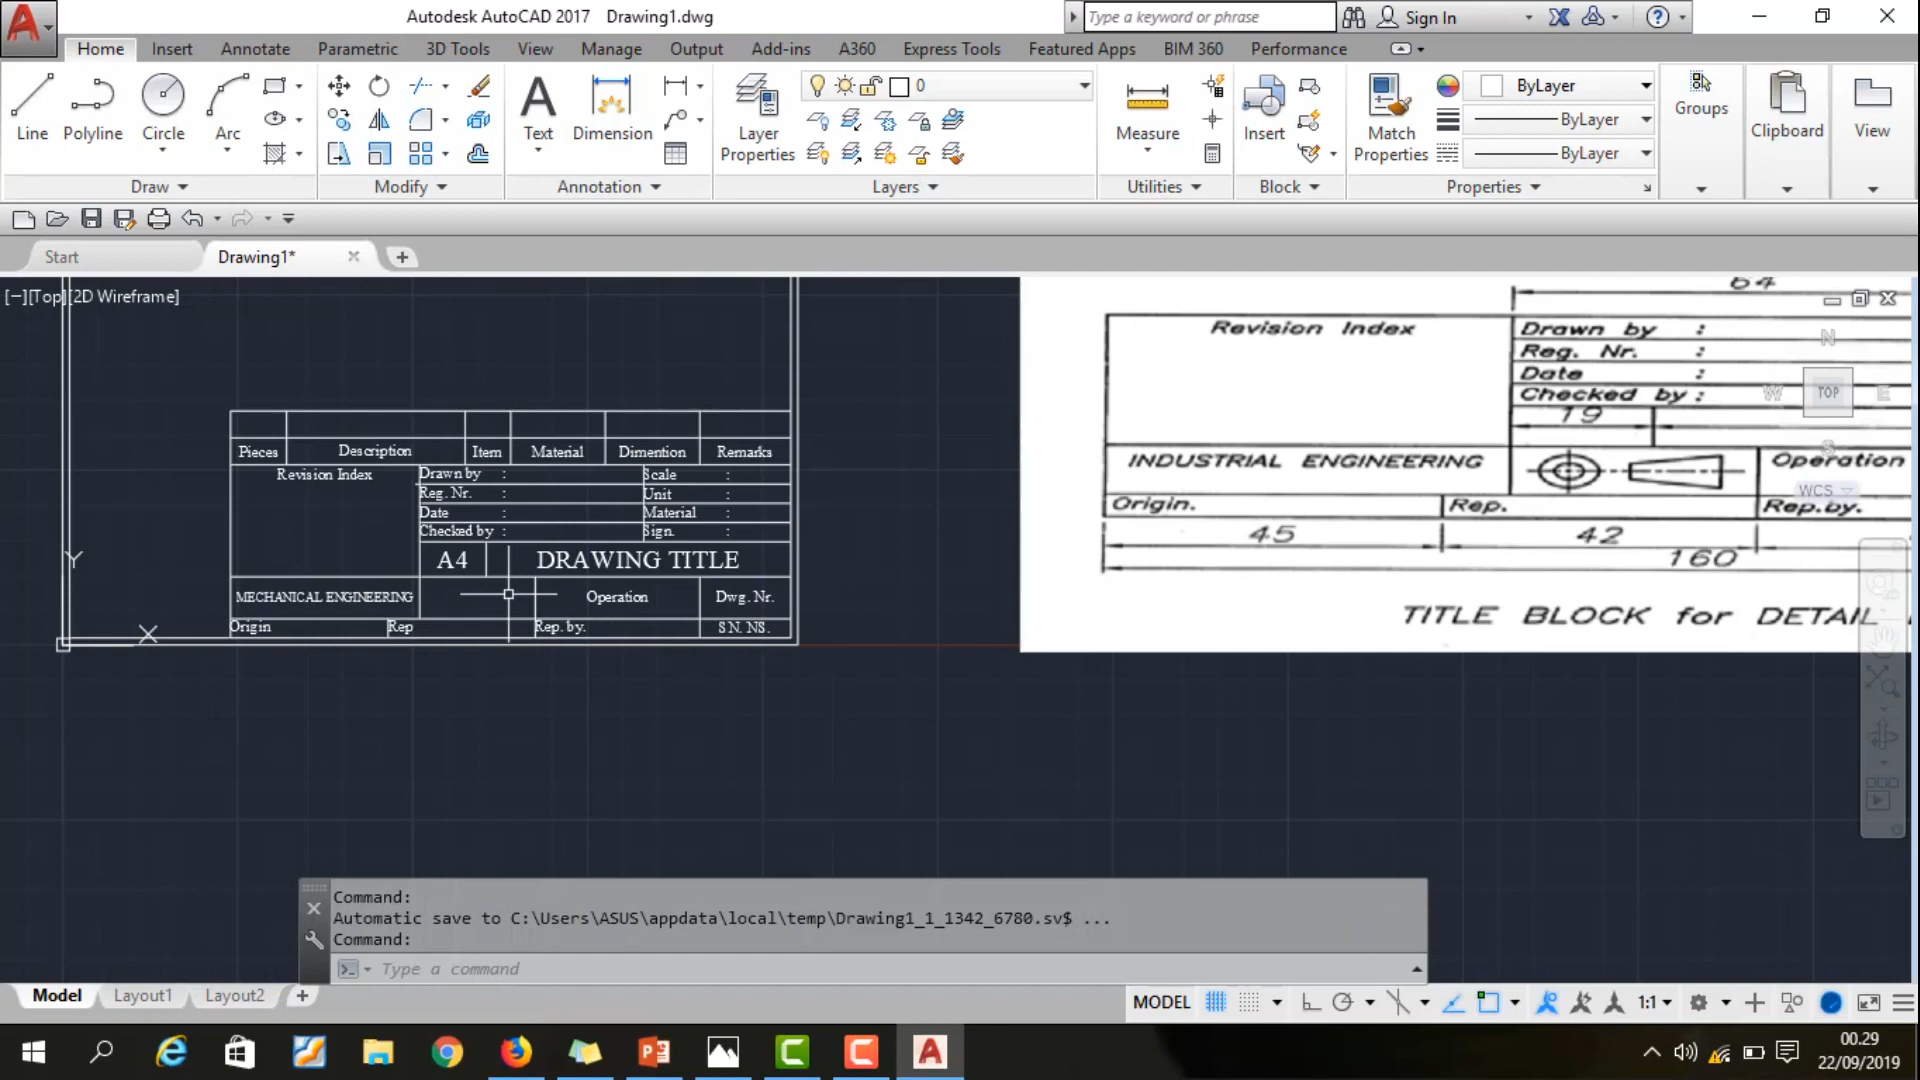 Autodesk AutoCAD 2017 Drawing1.dwg
Type a keyword or phrase
Sign In
Home Insert Annotate Parametric 3D Tools View Manage Output Add-ins A360 Express Tools Featured Apps BIM 360 Performance
Line Polyline Circle Arc
Text Dimension
Layer Properties
0
Measure
Insert
Match Properties
ByLayer
ByLayer
ByLayer
Groups
Clipboard
View
Draw Modify Annotation Layers Utilities Block Properties
Start Drawing1*
[−][Top][2D Wireframe]
Pieces Description Item Material Dimention Remarks
Revision Index
Drawn by : Scale :
Reg. Nr. : Unit :
Date : Material :
Checked by : Sign. :
A4 DRAWING TITLE
MECHANICAL ENGINEERING Operation Dwg. Nr.
Origin Rep Rep. by. S.N. NS.
Y
X
64
Revision Index
Drawn by :
Reg. Nr. :
Date :
Checked by :
19
INDUSTRIAL ENGINEERING
Operation
Origin. Rep. Rep.by.
45 42
160
TITLE BLOCK for DETAIL
N
W TOP E
S
WCS
Command:
Automatic save to C:\Users\ASUS\appdata\local\temp\Drawing1_1_1342_6780.sv$ ...
Command:
Type a command
Model Layout1 Layout2
MODEL
1:1
00.29
22/09/2019